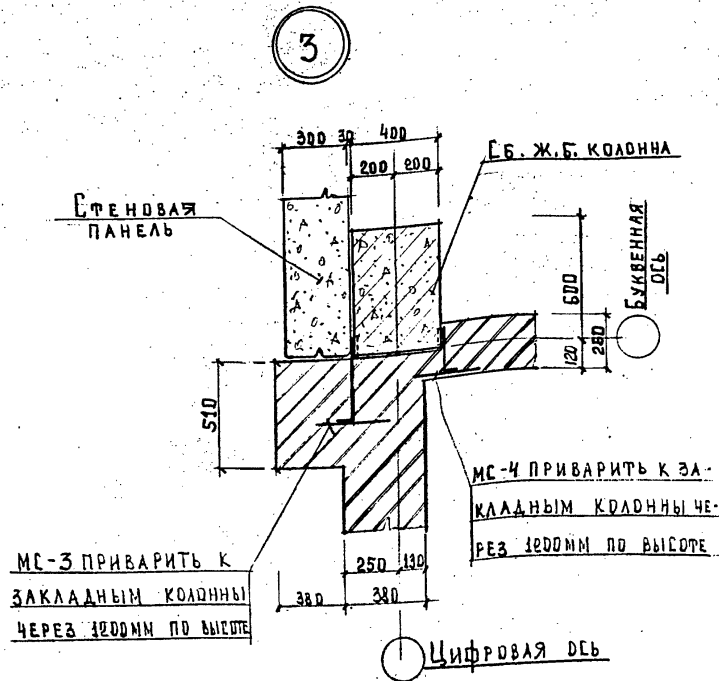 3
300 30 400
200 200
СБ. Ж.Б. КОЛОННА
СТЕНОВАЯ
ПАНЕЛЬ
600
БУКВЕННАЯ
ОСЬ
120
280
510
МС-4 ПРИВАРИТЬ К ЗА-
КЛАДНЫМ КОЛОННЫ ЧЕ-
РЕЗ 1200ММ ПО ВЫСОТЕ
МС-3 ПРИВАРИТЬ К
ЗАКЛАДНЫМ КОЛОННЫ
ЧЕРЕЗ 1200ММ ПО ВЫСОТЕ
250 130
380 380
ЦИФРОВАЯ ОСЬ